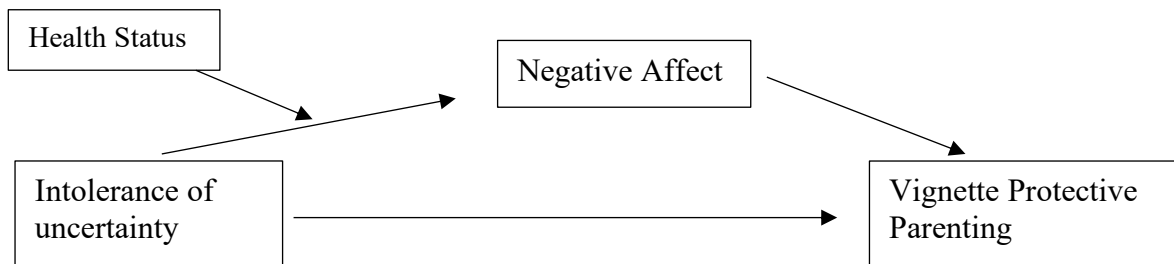 Health Status
Negative Affect
Intolerance of
uncertainty
Vignette Protective
Parenting